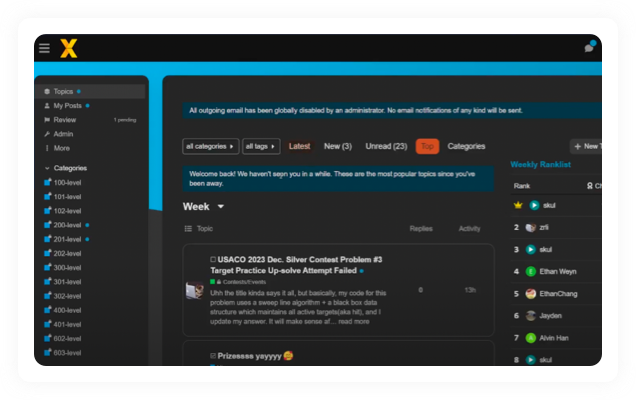 Topics
My Posts
Review
1 pending
Admin
More
Categories
100-level
101-level
102-level
200-level
201-level
202-level
300-level
301-level
302-level
400-level
401-level
602-level
603-level
All outgoing email has been globally disabled by an administrator. No email notifications of any kind will be sent.
all categories
all tags
Latest
New (3)
Unread (23)
Top
Categories
+ New
Welcome back! We haven't seen you in a while. These are the most popular topics since you've
been away.
Week
Topic
Replies
Activity
USACO 2023 Dec. Silver Contest Problem #3
Target Practice Up-solve Attempt Failed
Contests/Events
Uhh the title kinda says it all, but basically, my code for this
problem uses a sweep line algorithm + a black box data
structure which maintains all active targets(aka hit), and I
update my answer. It will make sense af... read more
13h
Prizesess yayyyy
Weekly Ranklist
Rank
skul
2 zrli
3 skul
4 Ethan Weyn
5 EthanChang
6 Jayden
7 Alvin Han
8 skul